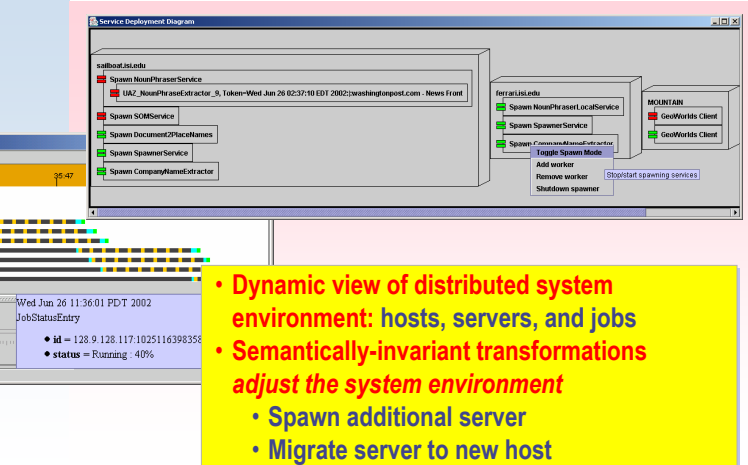 Service Deployment Diagram
sailboat.isi.edu
Spawn NounPhraserService
UAZ_NounPhraseExtractor_9, Token=Wed Jun 26 02:37:10 EDT 2002:|:washingtonpost.com - News Front
Spawn SOMService
Spawn Document2PlaceNames
Spawn SpawnerService
Spawn CompanyNameExtractor
ferrari.isi.edu
Spawn NounPhraserLocalService
Spawn SpawnerService
Spawn CompanyNameExtractor
Toggle Spawn Mode
Add worker
Remove worker
Shutdown spawner
Stop/start spawning services
MOUNTAIN
GeoWorlds Client
GeoWorlds Client
35:47
Wed Jun 26 11:36:01 PDT 2002
JobStatusEntry
• id = 128.9.128.117:1025116398358
• status = Running : 40%
• Dynamic view of distributed system
environment: hosts, servers, and jobs
• Semantically-invariant transformations
adjust the system environment
• Spawn additional server
• Migrate server to new host